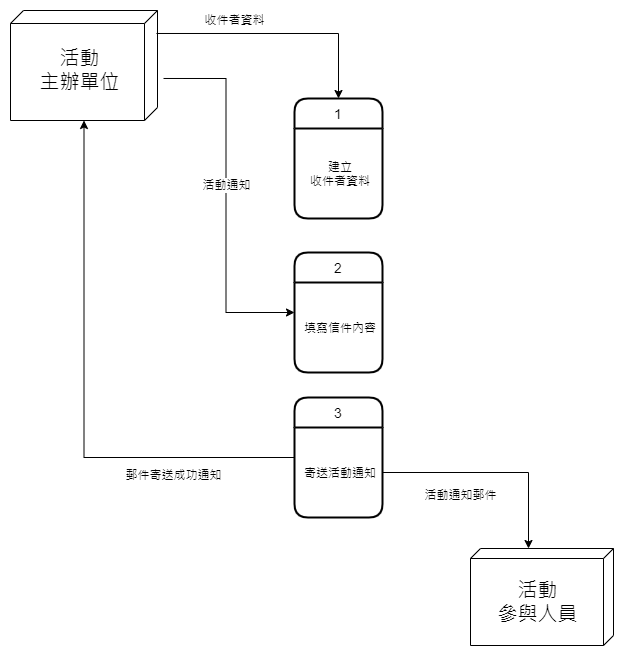 收件者資料
活動
主辦單位
1
建立
收件者資料
活動通知
2
填寫信件內容
3
寄送活動通知
郵件寄送成功通知
活動通知郵件
活動
參與人員